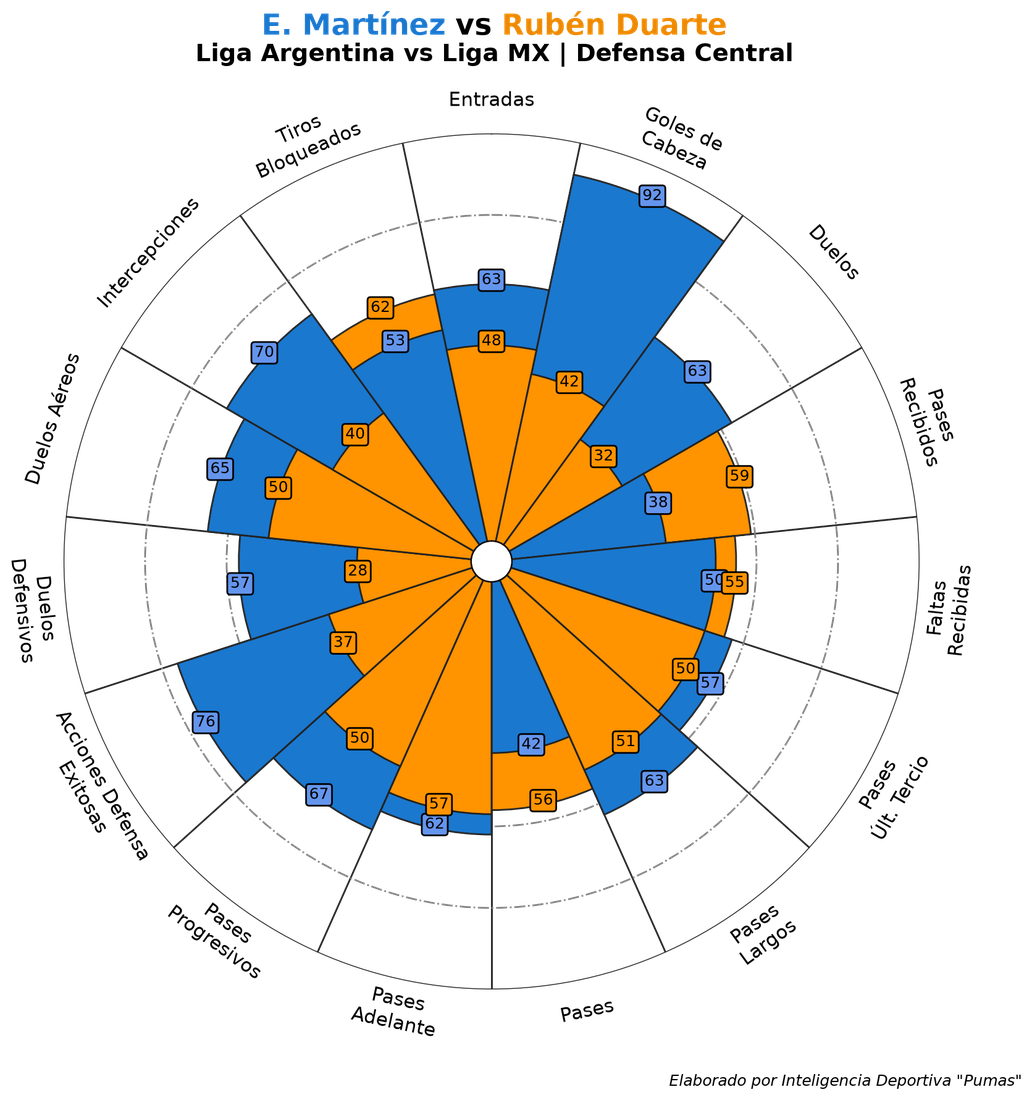 E. Martínez vs Rubén Duarte
Liga Argentina vs Liga MX | Defensa Central
Entradas
63
48
Goles de
Cabeza
92
42
Duelos
63
32
Pases
Recibidos
59
38
Faltas
Recibidas
50
55
Pases
Últ. Tercio
50
57
Pases
Largos
51
63
Pases
42
56
Pases
Adelante
57
62
Pases
Progresivos
50
67
Acciones Defensa
Exitosas
37
76
Duelos
Defensivos
28
57
Duelos Aéreos
65
50
Intercepciones
70
40
Tiros
Bloqueados
62
53
Elaborado por Inteligencia Deportiva "Pumas"